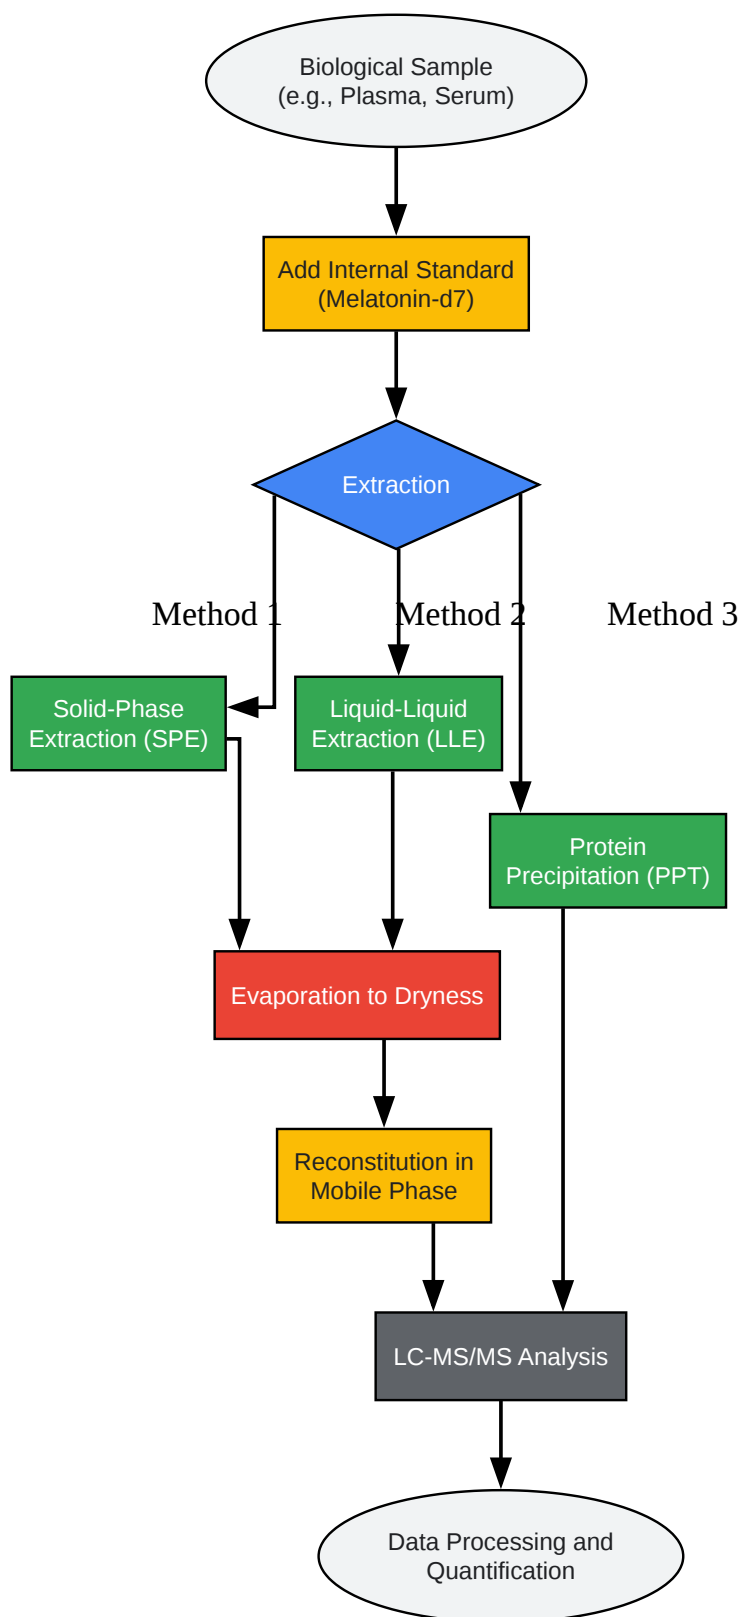 Biological Sample
(e.g., Plasma, Serum)
Add Internal Standard
(Melatonin-d7)
Extraction
Method 1
Method 2
Method 3
Solid-Phase
Extraction (SPE)
Liquid-Liquid
Extraction (LLE)
Protein
Precipitation (PPT)
Evaporation to Dryness
Reconstitution in
Mobile Phase
LC-MS/MS Analysis
Data Processing and
Quantification